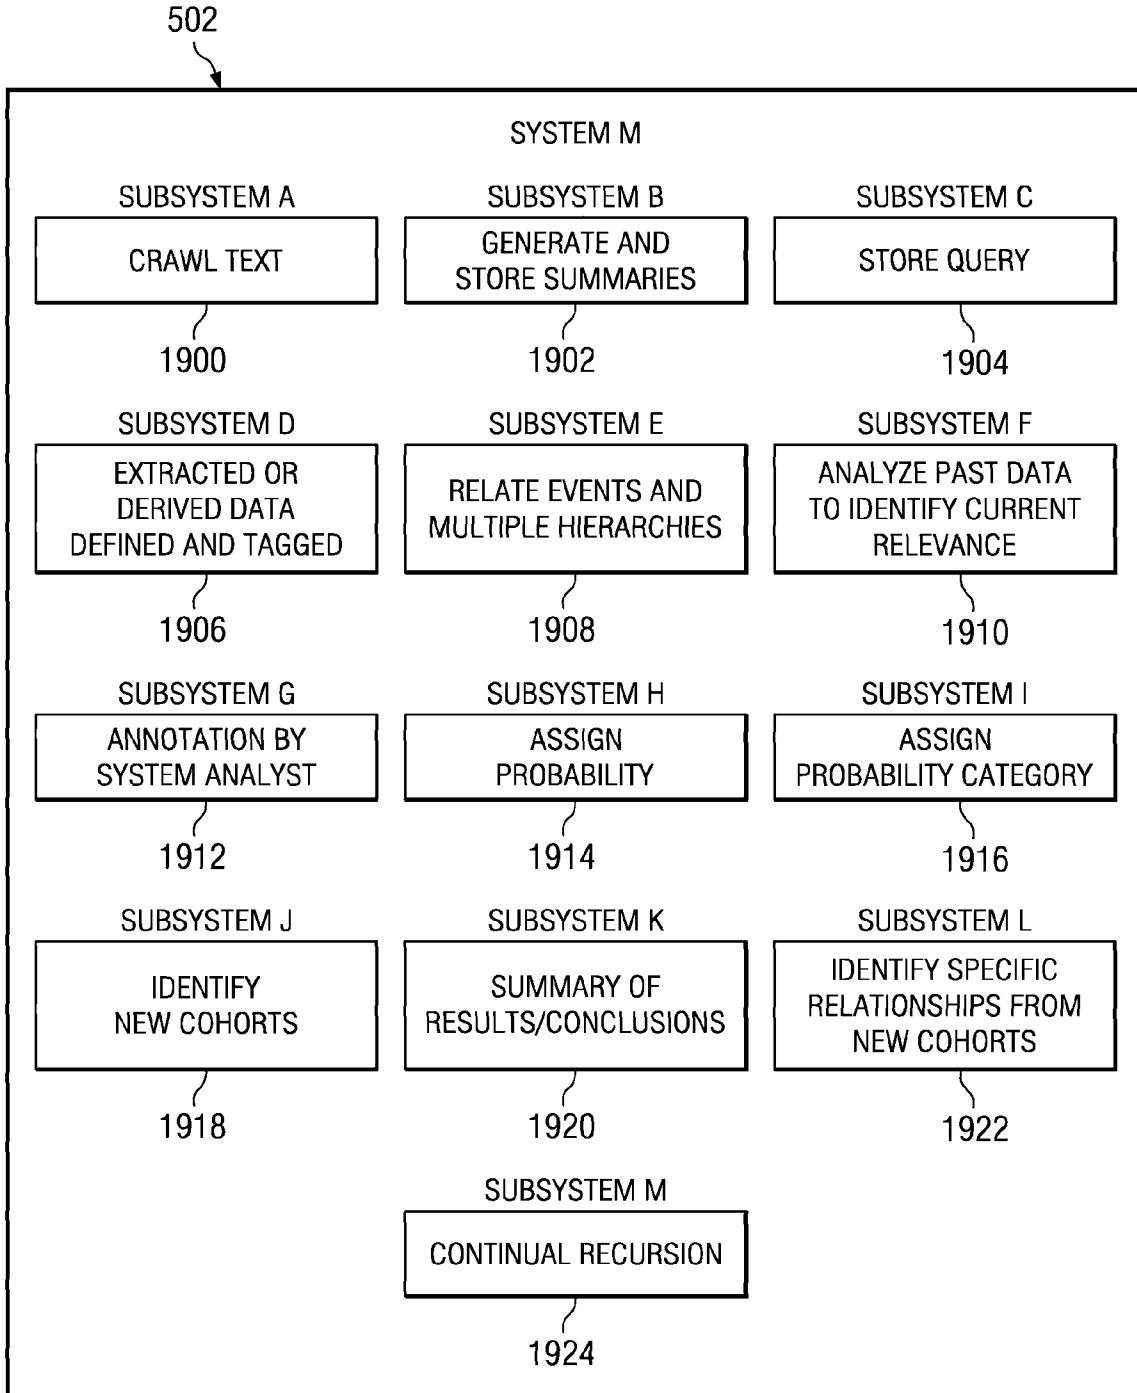 502
SYSTEM M
SUBSYSTEM A
CRAWL TEXT
1900
SUBSYSTEM B
GENERATE AND
STORE SUMMARIES
1902
SUBSYSTEM C
STORE QUERY
1904
SUBSYSTEM D
EXTRACTED OR
DERIVED DATA
DEFINED AND TAGGED
1906
SUBSYSTEM E
RELATE EVENTS AND
MULTIPLE HIERARCHIES
1908
SUBSYSTEM F
ANALYZE PAST DATA
TO IDENTIFY CURRENT
RELEVANCE
1910
SUBSYSTEM G
ANNOTATION BY
SYSTEM ANALYST
1912
SUBSYSTEM H
ASSIGN
PROBABILITY
1914
SUBSYSTEM I
ASSIGN
PROBABILITY CATEGORY
1916
SUBSYSTEM J
IDENTIFY
NEW COHORTS
1918
SUBSYSTEM K
SUMMARY OF
RESULTS/CONCLUSIONS
1920
SUBSYSTEM L
IDENTIFY SPECIFIC
RELATIONSHIPS FROM
NEW COHORTS
1922
SUBSYSTEM M
CONTINUAL RECURSION
1924